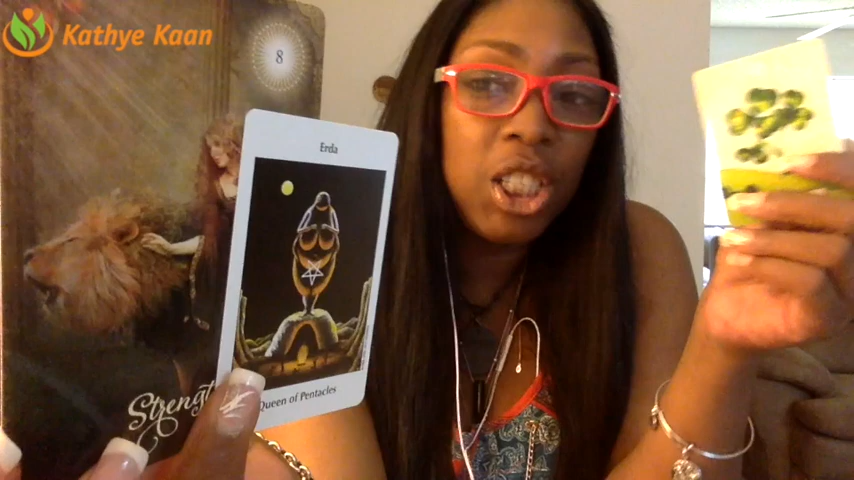 Kathye Kaan
8
Strength
Erda
Queen of Pentacles